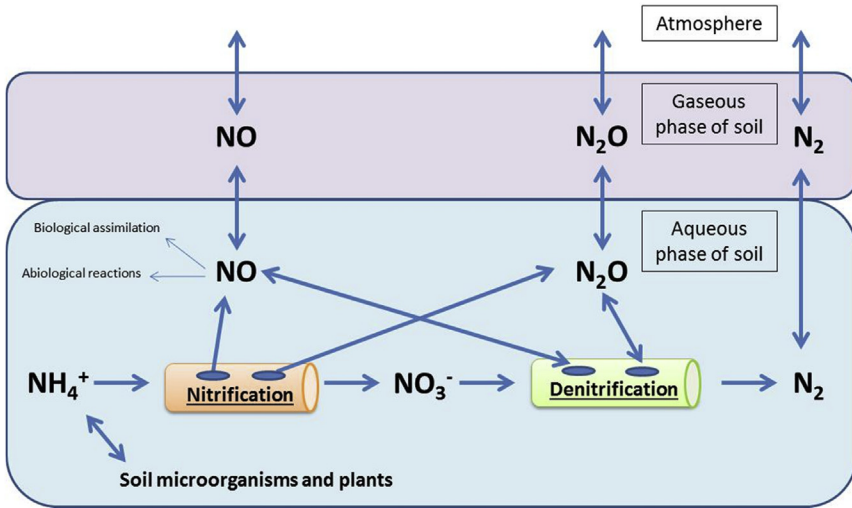 Atmosphere
Gaseous
phase of soil
NO
N₂O
N₂
Aqueous
phase of soil
Biological assimilation
Abiological reactions
NO
N₂O
NH₄⁺
Nitrification
NO₃⁻
Denitrification
N₂
Soil microorganisms and plants